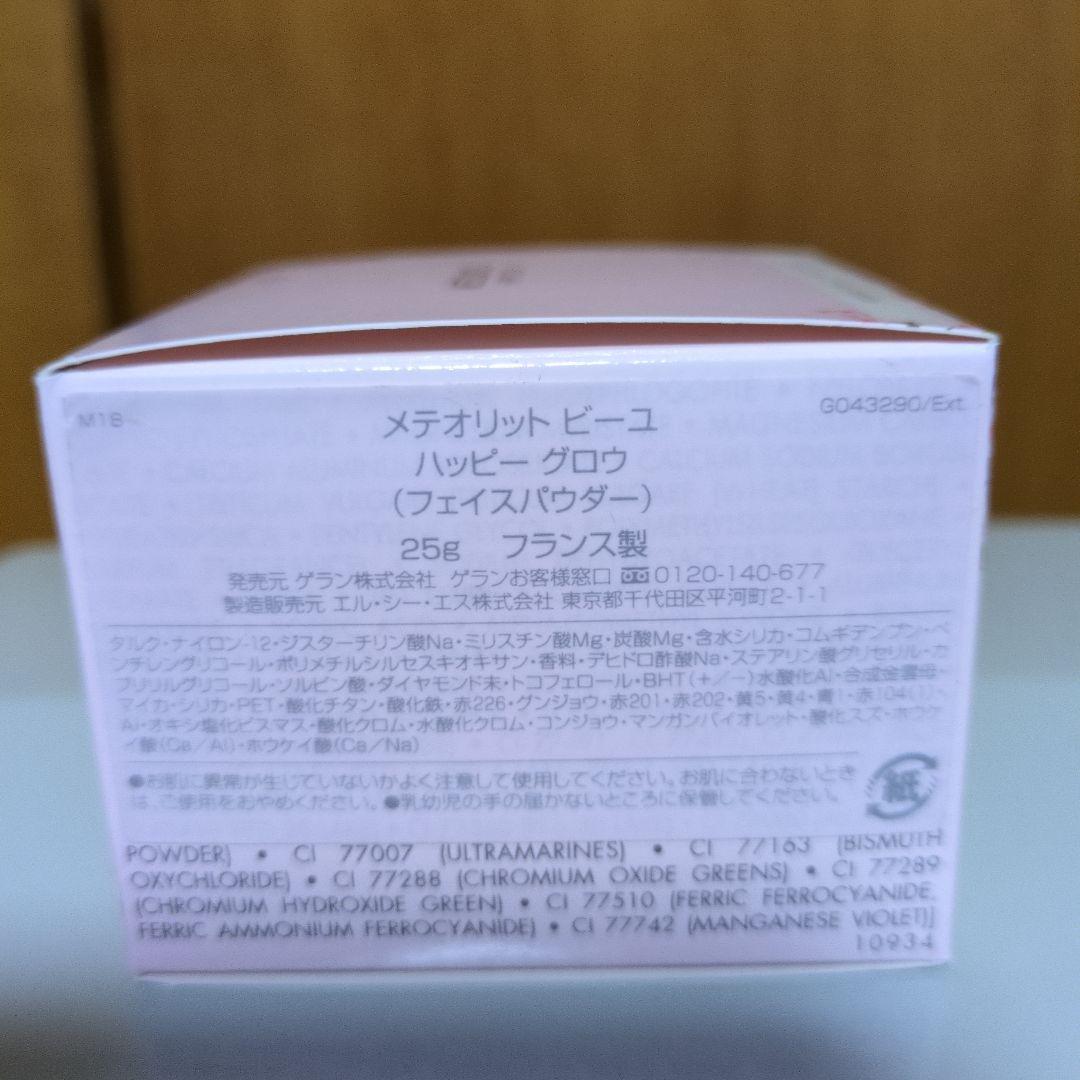 M18
G043290/Ext.
メテオリット ビーユ
ハッピー グロウ
(フェイスパウダー)
25g フランス製
発売元 ゲラン株式会社 ゲランお客様窓口 0120-140-677
製造販売元 エル・シー・エス株式会社 東京都千代田区平河町2-1-1
タルク・ナイロン-12・ジステアリン酸Na・ミリスチン酸Mg・炭酸Mg・含水シリカ・コムギデンプン・ペ
ンチレングリコール・ポリメチルシルセスキオキサン・香料・デヒドロ酢酸Na・ステアリン酸グリセリル・カ
プリリルグリコール・ソルビン酸・ダイヤモンド末・トコフェロール・BHT (+/-) 水酸化Al・合成金雲母・
マイカ・シリカ・PET・酸化チタン・酸化鉄・赤226・グンジョウ・赤201・赤202・黄5・黄4・青1・赤104(1)・
Al・オキシ塩化ビスマス・酸化クロム・水酸化クロム・コンジョウ・マンガンバイオレット・酸化スズ・ホウケ
イ酸(Ca/Al)・ホウケイ酸(Ca/Na)
●お肌に異常が生じていないかよく注意して使用してください。お肌に合わないとき
は、ご使用をおやめください。●乳幼児の手の届かないところに保管してください。
紙
POWDER) • CI 77007 (ULTRAMARINES) • CI 77163 (BISMUTH
OXYCHLORIDE) • CI 77288 (CHROMIUM OXIDE GREENS) • CI 77289
(CHROMIUM HYDROXIDE GREEN) • CI 77510 (FERRIC FERROCYANIDE,
FERRIC AMMONIUM FERROCYANIDE) • CI 77742 (MANGANESE VIOLET)]
10934